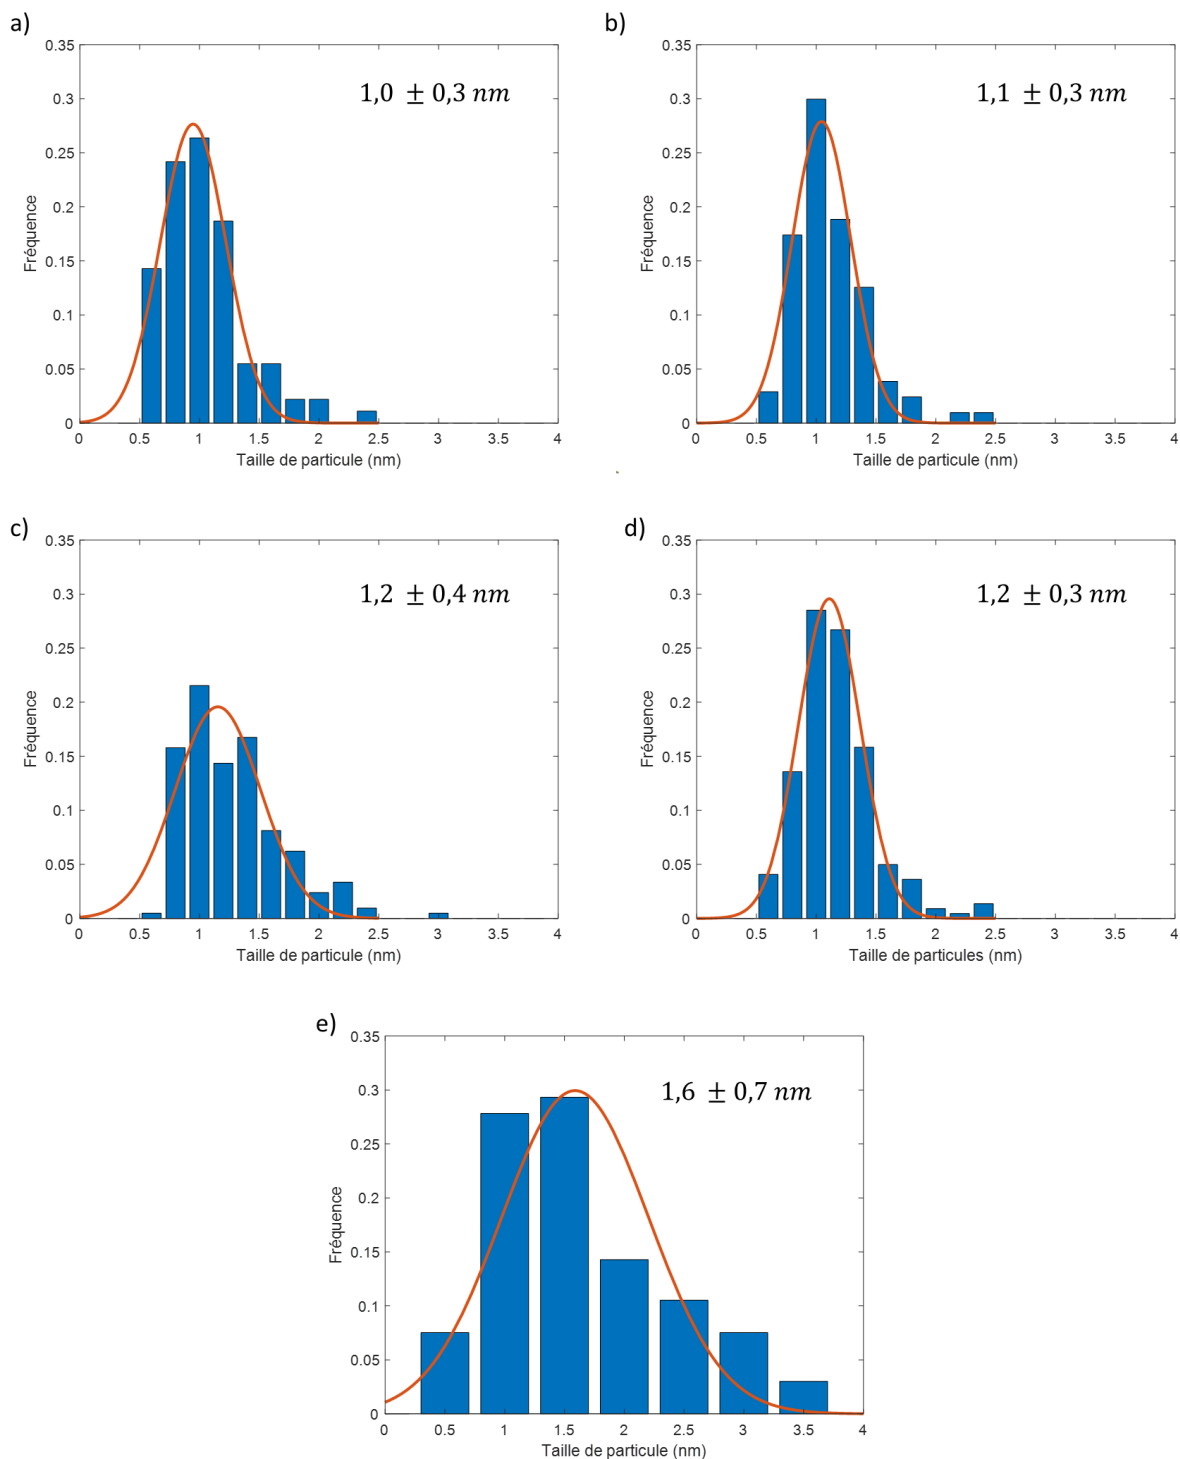 a)
0.35
0.3
0.25
0.2
0.15
0.1
0.05
0
Fréquence
1,0 ± 0,3 nm
0 0.5 1 1.5 2 2.5 3 3.5 4
Taille de particule (nm)
b)
0.35
0.3
0.25
0.2
0.15
0.1
0.05
0
Fréquence
1,1 ± 0,3 nm
0 0.5 1 1.5 2 2.5 3 3.5 4
Taille de particule (nm)
c)
0.35
0.3
0.25
0.2
0.15
0.1
0.05
0
Fréquence
1,2 ± 0,4 nm
0 0.5 1 1.5 2 2.5 3 3.5 4
Taille de particule (nm)
d)
0.35
0.3
0.25
0.2
0.15
0.1
0.05
0
Fréquence
1,2 ± 0,3 nm
0 0.5 1 1.5 2 2.5 3 3.5 4
Taille de particules (nm)
e)
0.35
0.3
0.25
0.2
0.15
0.1
0.05
0
Fréquence
1,6 ± 0,7 nm
0 0.5 1 1.5 2 2.5 3 3.5 4
Taille de particule (nm)